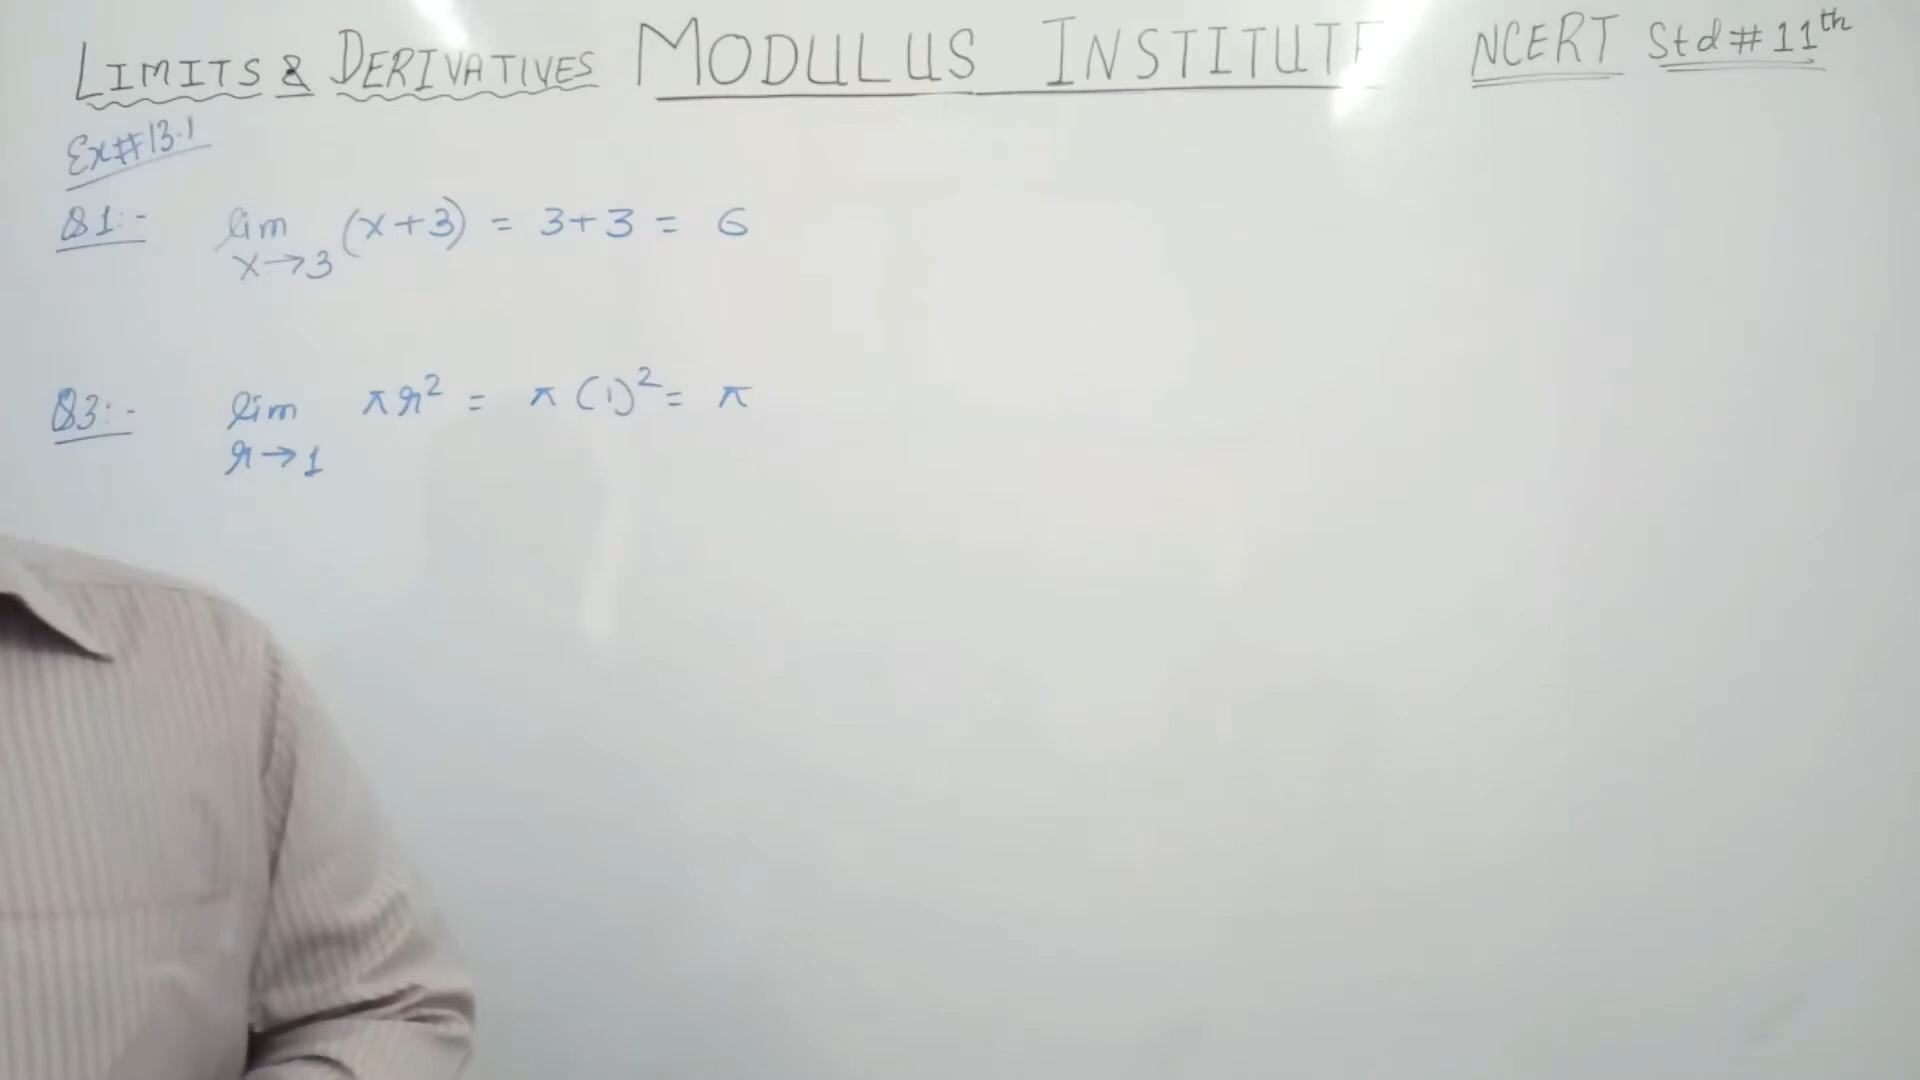 LIMITS & DERIVATIVES MODULUS INSTITUTE NCERT Std # 11th
Ex# 13.1
Q1:- lim (x+3) = 3+3 = 6
x→3
Q3:- lim πr² = π (1)² = π
r→1